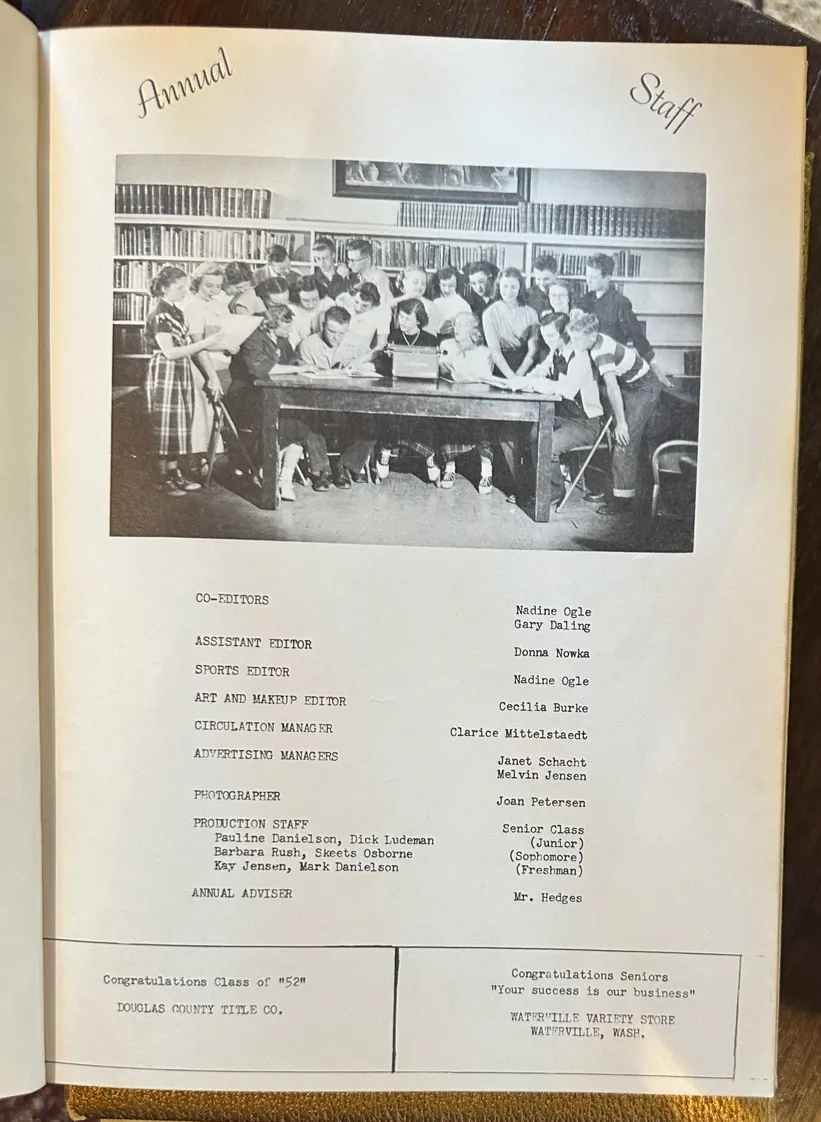 Annual Staff
CO-EDITORS Nadine Ogle
Gary Daling
ASSISTANT EDITOR Donna Nowka
SPORTS EDITOR Nadine Ogle
ART AND MAKEUP EDITOR Cecilia Burke
CIRCULATION MANAGER Clarice Mittelstaedt
ADVERTISING MANAGERS Janet Schacht
Melvin Jensen
PHOTOGRAPHER Joan Petersen
PRODUCTION STAFF Senior Class
Pauline Danielson, Dick Ludeman (Junior)
Barbara Rush, Skeets Osborne (Sophomore)
Kay Jensen, Mark Danielson (Freshman)
ANNUAL ADVISER Mr. Hedges
Congratulations Class of "52"
DOUGLAS COUNTY TITLE CO.
Congratulations Seniors
"Your success is our business"
WATERVILLE VARIETY STORE
WATERVILLE, WASH.